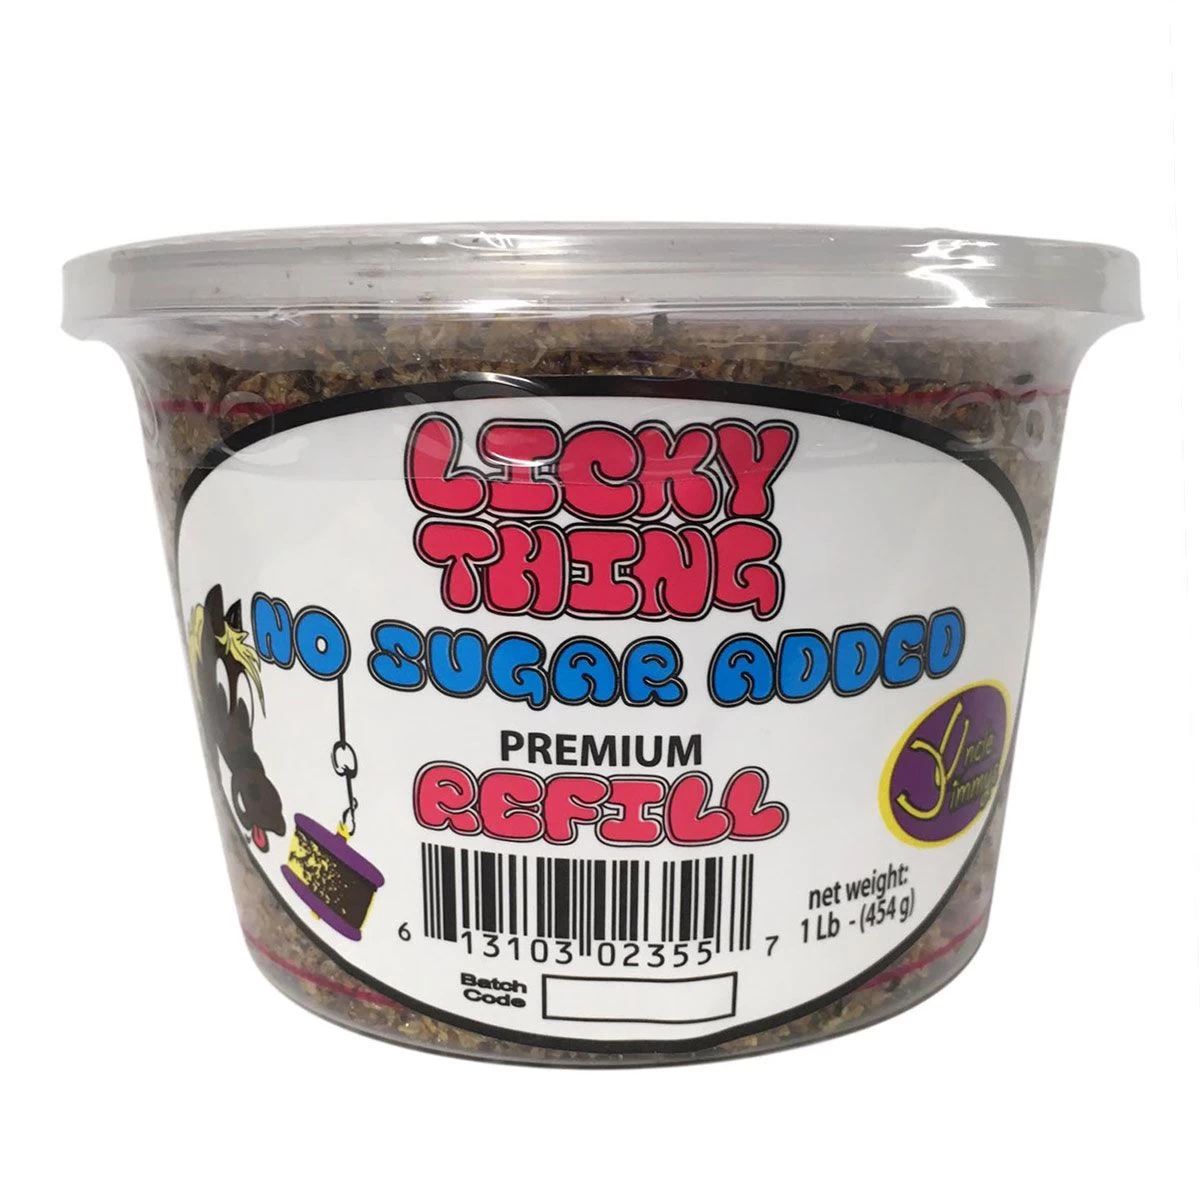 LICKY
THING
NO SUGAR ADDED
PREMIUM
REFILL
Uncle
Jimmy's
net weight:
1 Lb - (454 g)
6 13103 02355 7
Batch
Code